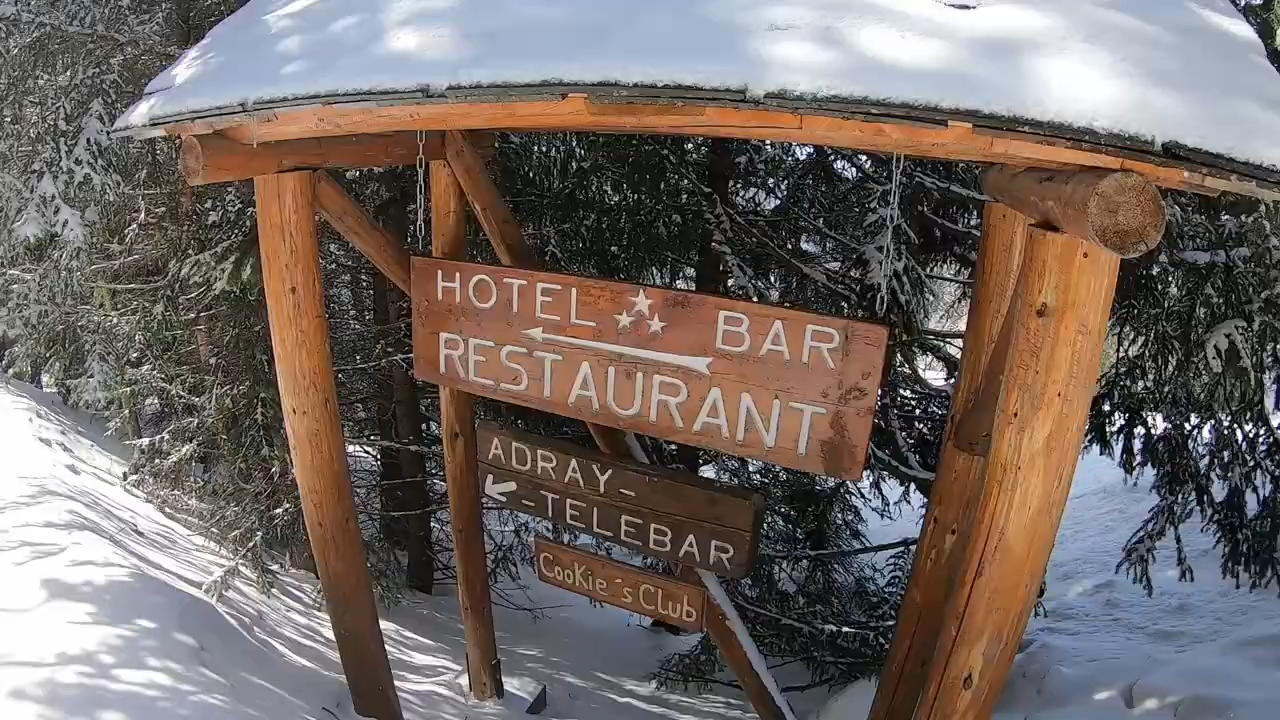 HOTEL BAR
RESTAURANT
ADRAY-
-TELEBAR
CooKie's Club